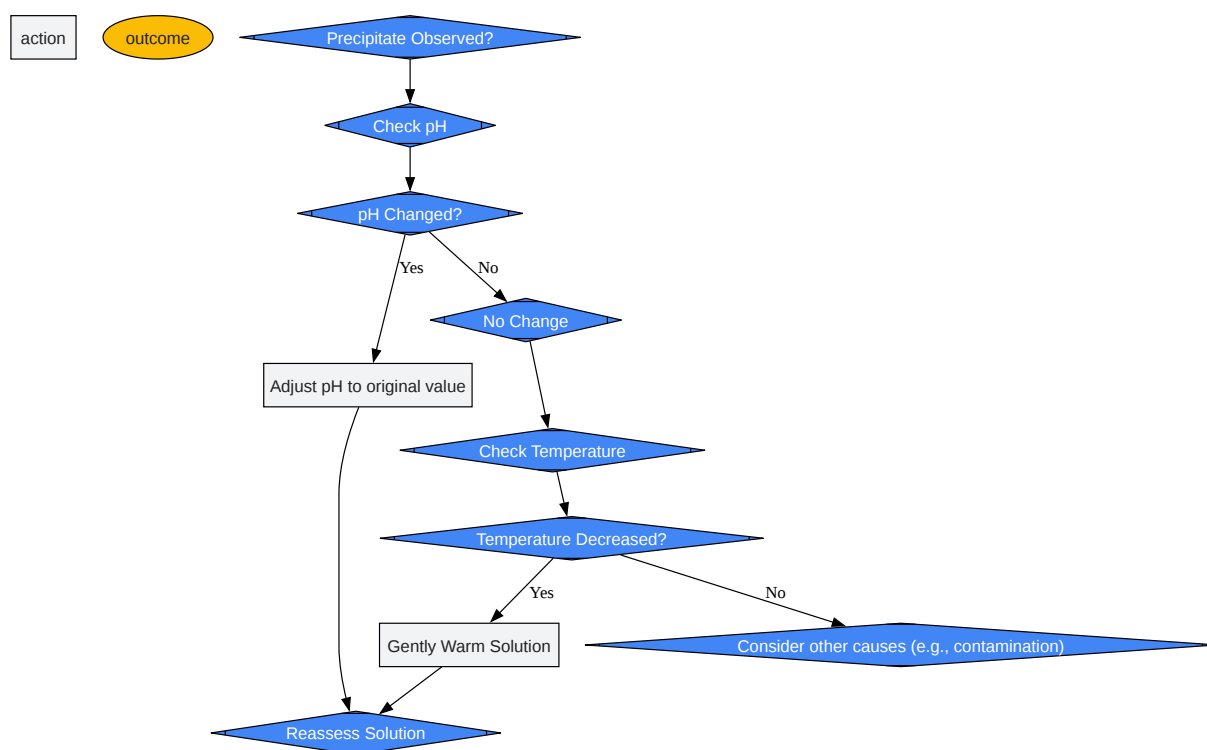 action
outcome
Precipitate Observed?
Check pH
pH Changed?
Yes
No
No Change
Adjust pH to original value
Check Temperature
Temperature Decreased?
Yes
No
Gently Warm Solution
Consider other causes (e.g., contamination)
Reassess Solution